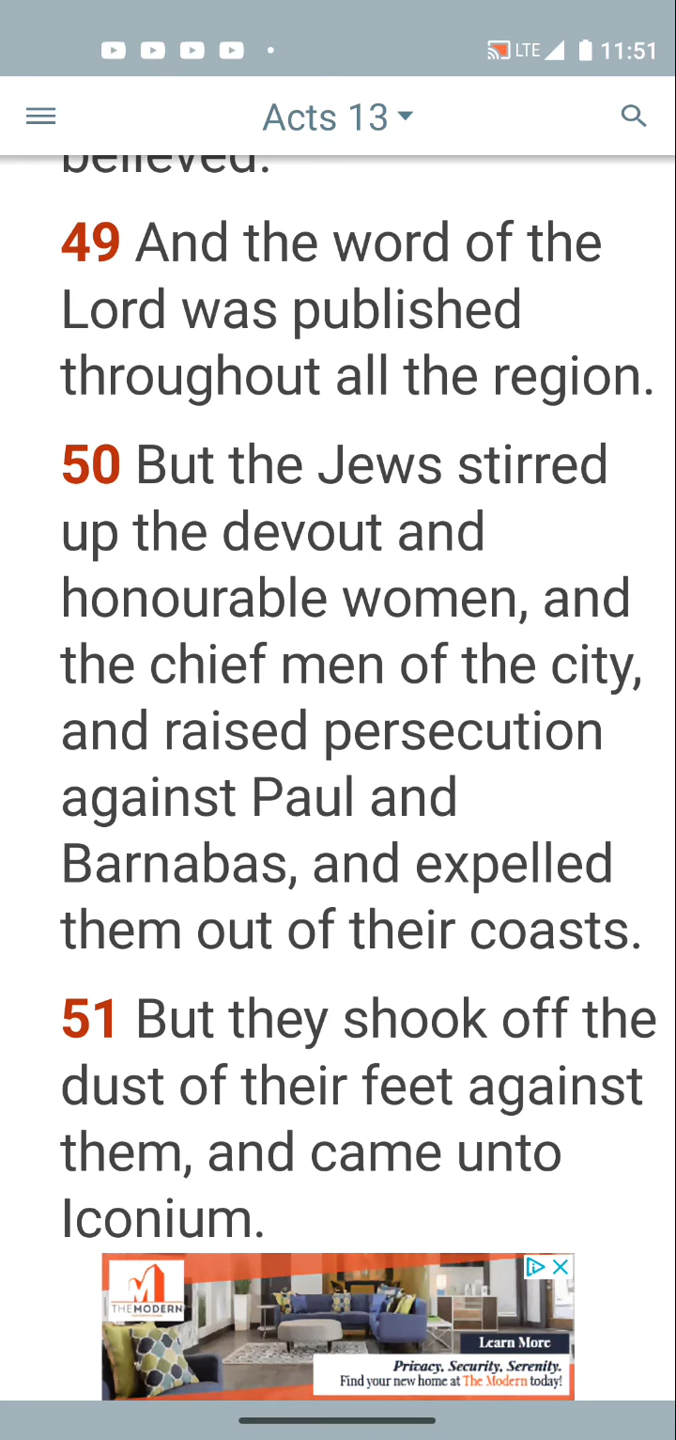 LTE 11:51
Acts 13
believed.
49 And the word of the
Lord was published
throughout all the region.
50 But the Jews stirred
up the devout and
honourable women, and
the chief men of the city,
and raised persecution
against Paul and
Barnabas, and expelled
them out of their coasts.
51 But they shook off the
dust of their feet against
them, and came unto
Iconium.
THE MODERN
Learn More
Privacy, Security, Serenity.
Find your new home at The Modern today!